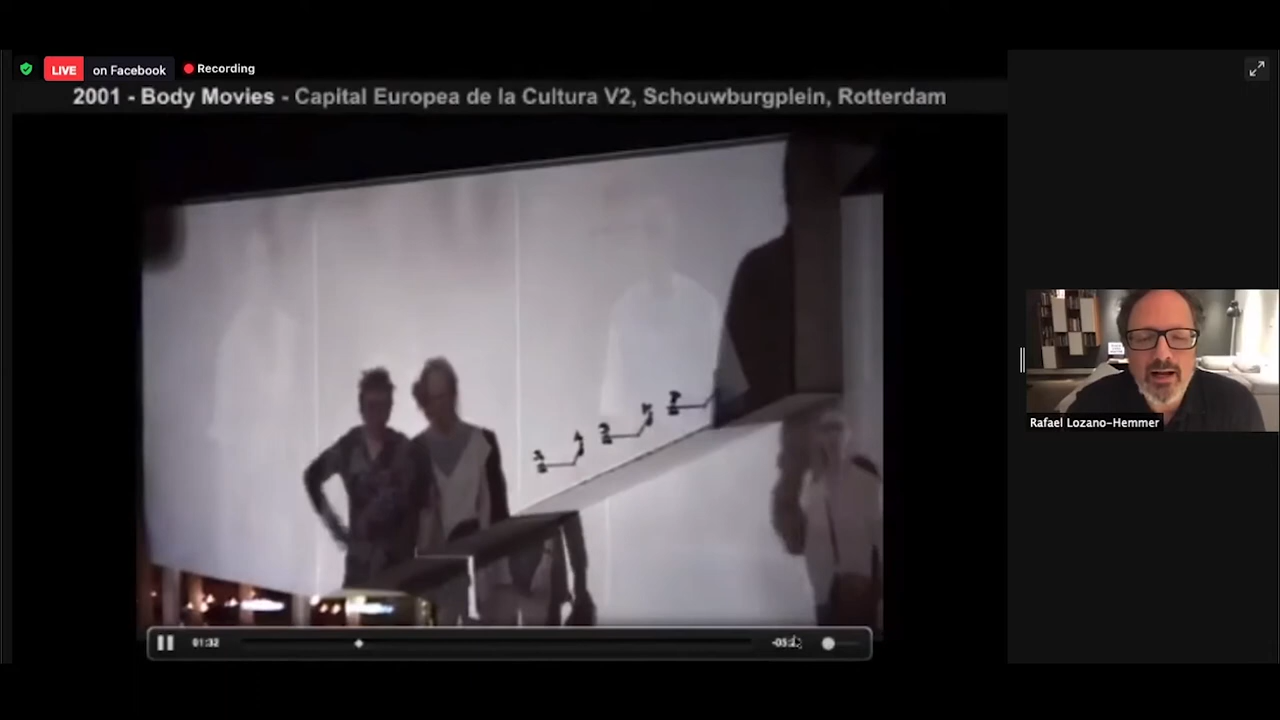 LIVE on Facebook Recording
2001 - Body Movies - Capital Europea de la Cultura V2, Schouwburgplein, Rotterdam
Rafael Lozano-Hemmer
01:32